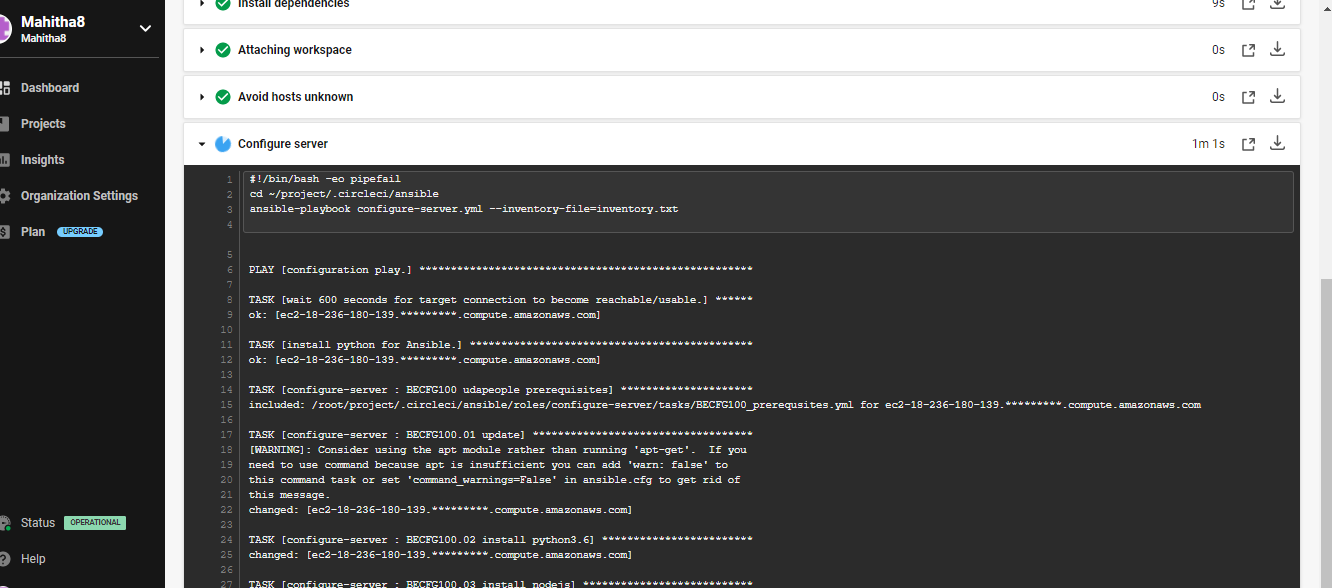 Mahitha8
Mahitha8
Dashboard
Projects
Insights
Organization Settings
Plan UPGRADE
Status OPERATIONAL
Help
Install dependencies 9s
Attaching workspace 0s
Avoid hosts unknown 0s
Configure server 1m 1s
1 #!/bin/bash -eo pipefail
2 cd ~/project/.circleci/ansible
3 ansible-playbook configure-server.yml --inventory-file=inventory.txt
4
5
6 PLAY [configuration play.] *****************************************************
7
8 TASK [wait 600 seconds for target connection to become reachable/usable.] ******
9 ok: [ec2-18-236-180-139.*********.compute.amazonaws.com]
10
11 TASK [install python for Ansible.] *********************************************
12 ok: [ec2-18-236-180-139.*********.compute.amazonaws.com]
13
14 TASK [configure-server : BECFG100 udapeople prerequisites] *********************
15 included: /root/project/.circleci/ansible/roles/configure-server/tasks/BECFG100_prerequsites.yml for ec2-18-236-180-139.*********.compute.amazonaws.com
16
17 TASK [configure-server : BECFG100.01 update] ***********************************
18 [WARNING]: Consider using the apt module rather than running 'apt-get'. If you
19 need to use command because apt is insufficient you can add 'warn: false' to
20 this command task or set 'command_warnings=False' in ansible.cfg to get rid of
21 this message.
22 changed: [ec2-18-236-180-139.*********.compute.amazonaws.com]
23
24 TASK [configure-server : BECFG100.02 install python3.6] ************************
25 changed: [ec2-18-236-180-139.*********.compute.amazonaws.com]
26
27 TASK [configure-server : BECFG100.03 install nodejs] ***************************